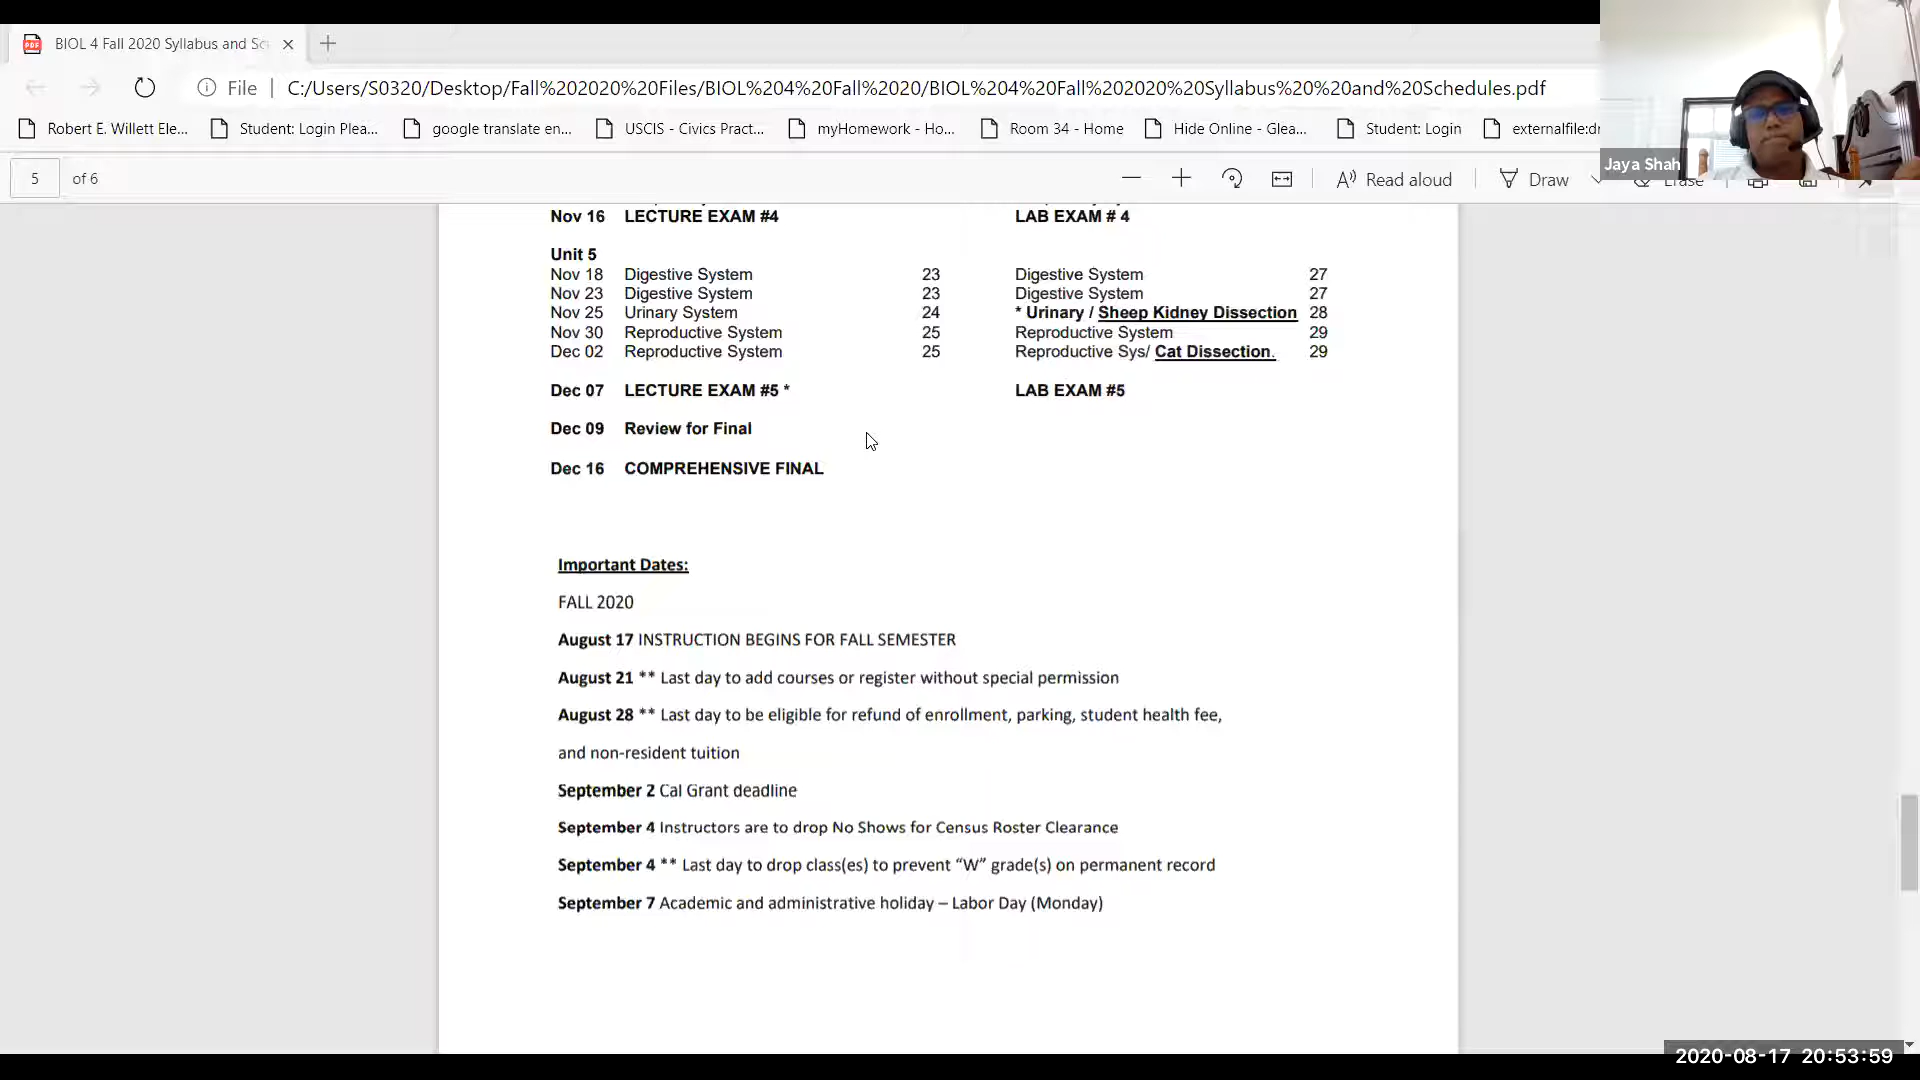 BIOL 4 Fall 2020 Syllabus and Sc
File
C:/Users/S0320/Desktop/Fall%202020%20Files/BIOL%204%20Fall%2020/BIOL%204%20Fall%202020%20Syllabus%20%20and%20Schedules.pdf
Robert E. Willett Ele... Student: Login Plea... google translate en... USCIS - Civics Pract... myHomework - Ho... Room 34 - Home Hide Online - Glea... Student: Login externalfile:dr
Jaya Shah
5 of 6 Read aloud Draw Erase
Nov 16 LECTURE EXAM #4 LAB EXAM # 4
Unit 5
Nov 18 Digestive System 23 Digestive System 27
Nov 23 Digestive System 23 Digestive System 27
Nov 25 Urinary System 24 * Urinary / Sheep Kidney Dissection 28
Nov 30 Reproductive System 25 Reproductive System 29
Dec 02 Reproductive System 25 Reproductive Sys/ Cat Dissection. 29
Dec 07 LECTURE EXAM #5 * LAB EXAM #5
Dec 09 Review for Final
Dec 16 COMPREHENSIVE FINAL
Important Dates:
FALL 2020
August 17 INSTRUCTION BEGINS FOR FALL SEMESTER
August 21 ** Last day to add courses or register without special permission
August 28 ** Last day to be eligible for refund of enrollment, parking, student health fee,
and non-resident tuition
September 2 Cal Grant deadline
September 4 Instructors are to drop No Shows for Census Roster Clearance
September 4 ** Last day to drop class(es) to prevent “W” grade(s) on permanent record
September 7 Academic and administrative holiday – Labor Day (Monday)
2020-08-17 20:53:59